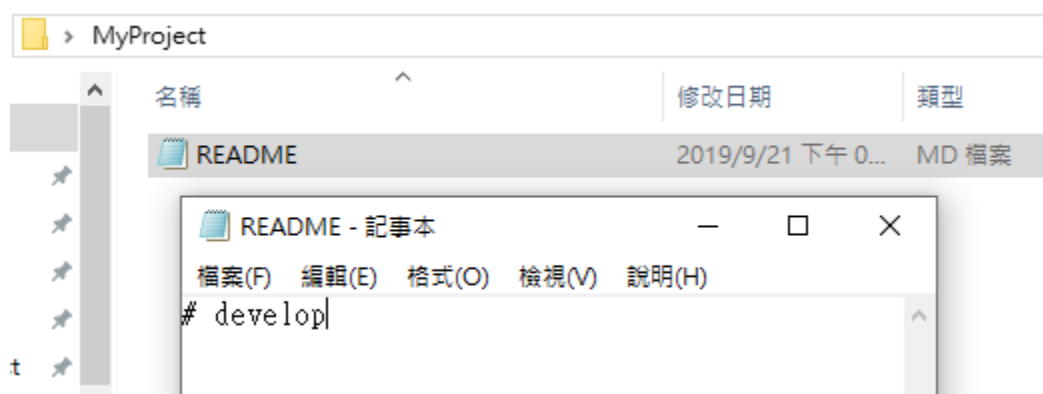 MyProject
名稱 修改日期 類型
README 2019/9/21 下午 0... MD 檔案
README - 記事本
檔案(F) 編輯(E) 格式(O) 檢視(V) 說明(H)
# develop